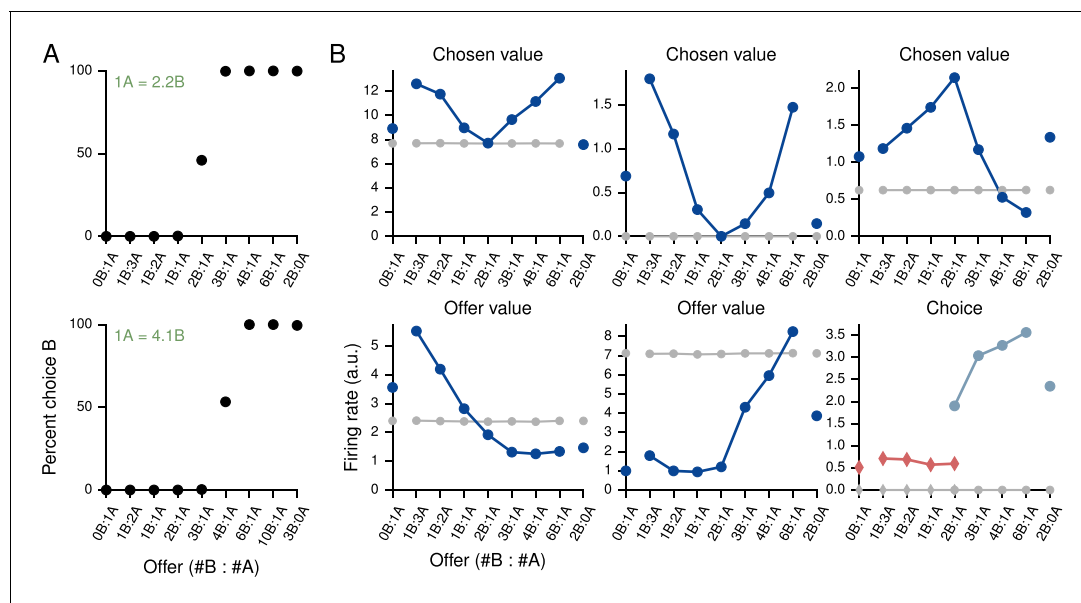 A
B
1A = 2.2B
100
50
0
0B:1A
1B:3A
1B:2A
1B:1A
2B:1A
3B:1A
4B:1A
6B:1A
2B:0A
1A = 4.1B
100
50
0
0B:1A
1B:2A
1B:1A
2B:1A
3B:1A
4B:1A
6B:1A
10B:1A
3B:0A
Percent choice B
Offer (#B : #A)
Chosen value
12
10
8
6
4
2
0
0B:1A
1B:3A
1B:2A
1B:1A
2B:1A
3B:1A
4B:1A
6B:1A
2B:0A
Chosen value
1.5
1.0
0.5
0.0
0B:1A
1B:3A
1B:2A
1B:1A
2B:1A
3B:1A
4B:1A
6B:1A
2B:0A
Chosen value
2.0
1.5
1.0
0.5
0.0
0B:1A
1B:3A
1B:2A
1B:1A
2B:1A
3B:1A
4B:1A
6B:1A
2B:0A
Offer value
5
4
3
2
1
0
0B:1A
1B:3A
1B:2A
1B:1A
2B:1A
3B:1A
4B:1A
6B:1A
2B:0A
Firing rate (a.u.)
Offer (#B : #A)
Offer value
8
7
6
5
4
3
2
1
0
0B:1A
1B:3A
1B:2A
1B:1A
2B:1A
3B:1A
4B:1A
6B:1A
2B:0A
Choice
3.5
3.0
2.5
2.0
1.5
1.0
0.5
0.0
0B:1A
1B:3A
1B:2A
1B:1A
2B:1A
3B:1A
4B:1A
6B:1A
2B:0A